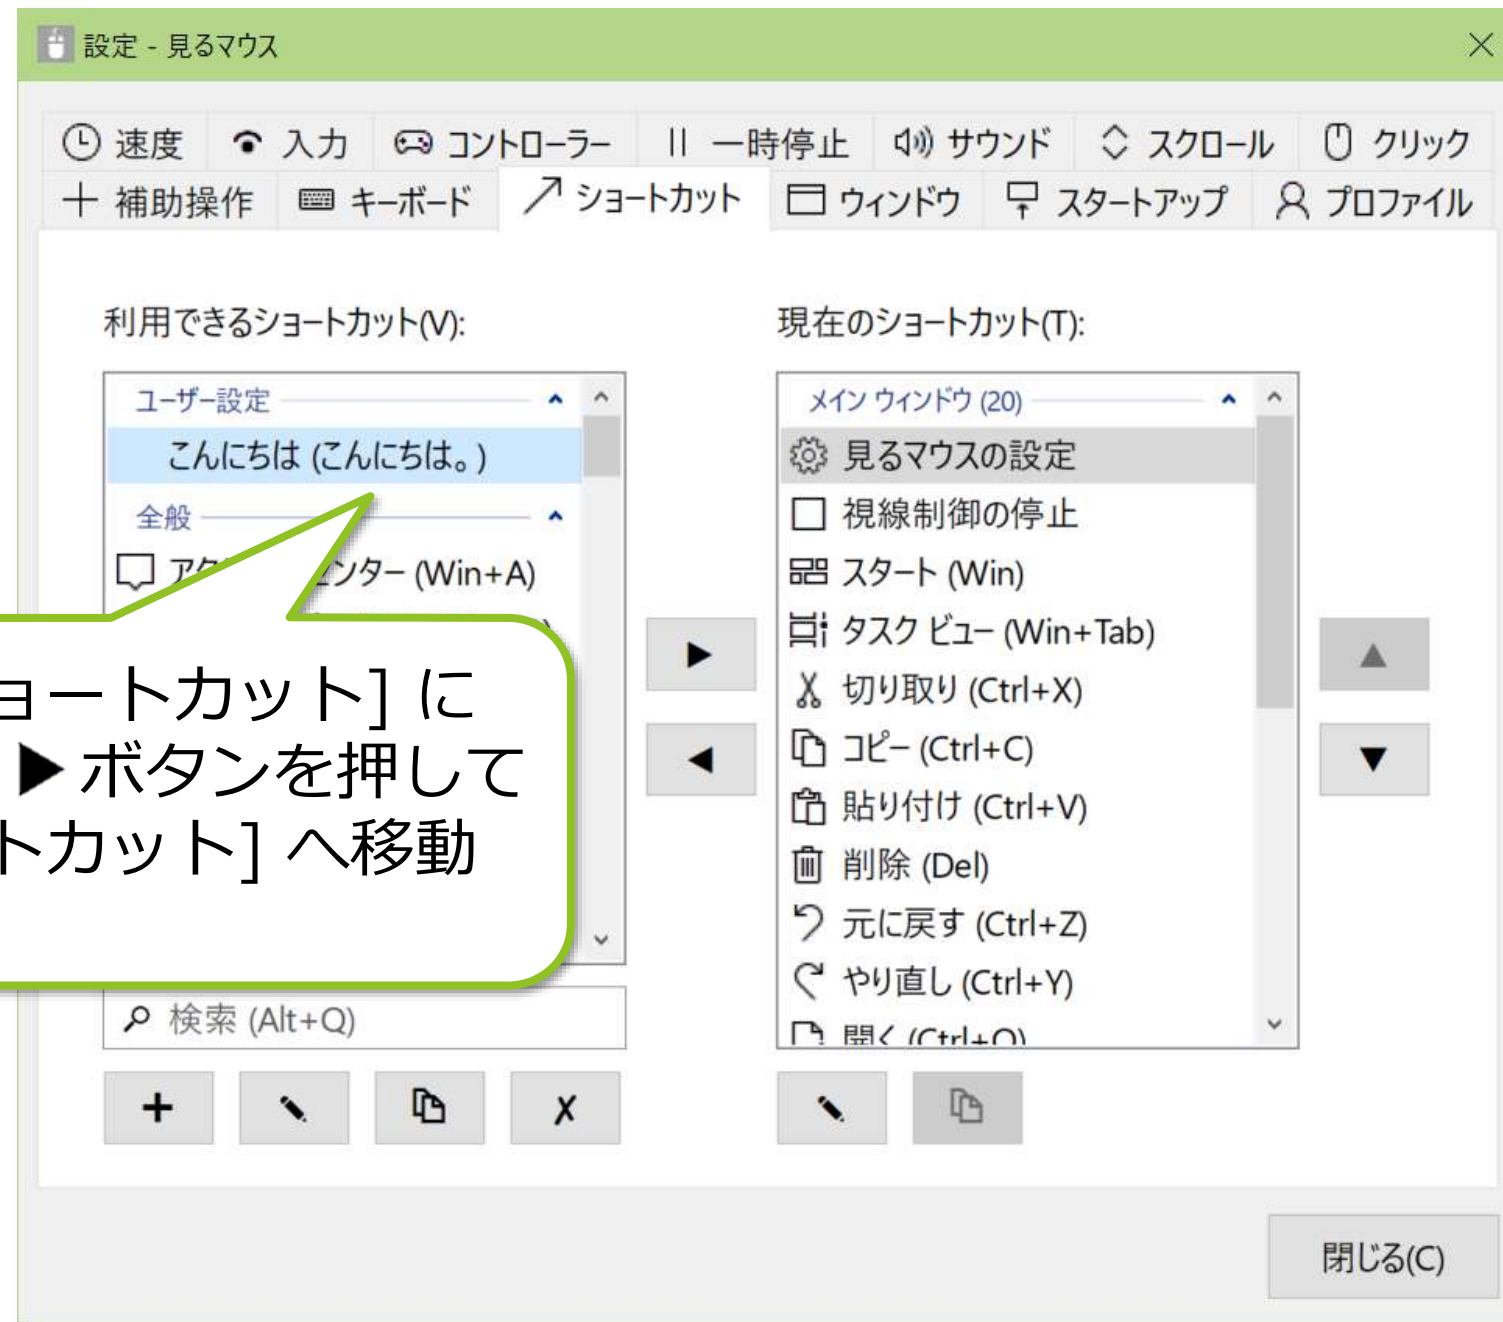 設定 - 見るマウス
速度 入力 コントローラー 一時停止 サウンド スクロール クリック
補助操作 キーボード ショートカット ウィンドウ スタートアップ プロファイル
利用できるショートカット(V):
ユーザー設定
こんにちは (こんにちは。)
全般
ンター (Win+A)
ョートカット] に
▶ ボタンを押して
トカット] へ移動
検索 (Alt+Q)
現在のショートカット(T):
メイン ウィンドウ (20)
見るマウスの設定
視線制御の停止
スタート (Win)
タスク ビュー (Win+Tab)
切り取り (Ctrl+X)
コピー (Ctrl+C)
貼り付け (Ctrl+V)
削除 (Del)
元に戻す (Ctrl+Z)
やり直し (Ctrl+Y)
開く (Ctrl+O)
閉じる(C)